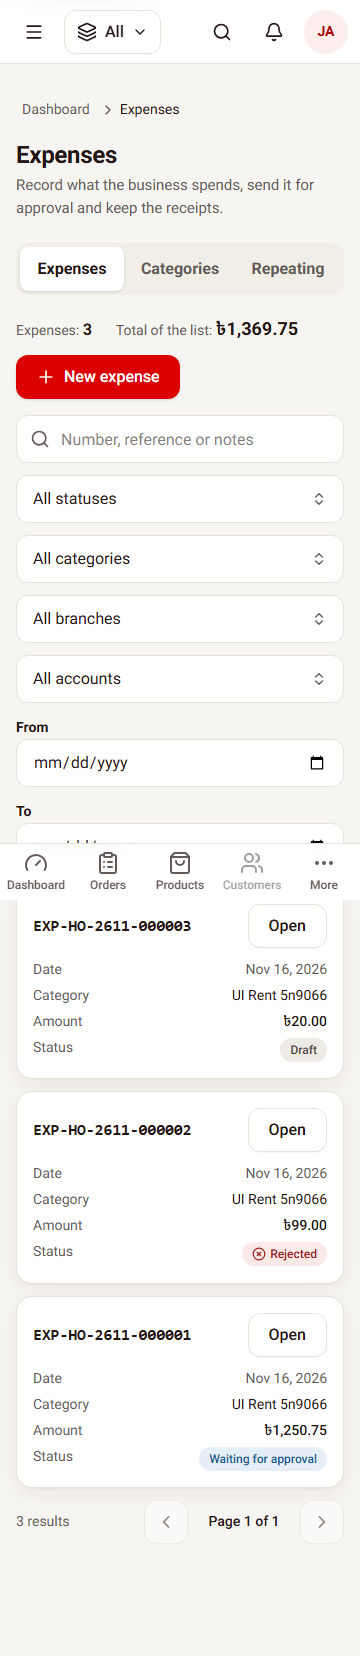 All
JA
Dashboard > Expenses
Expenses
Record what the business spends, send it for
approval and keep the receipts.
Expenses Categories Repeating
Expenses: 3 Total of the list: ৳1,369.75
+ New expense
Number, reference or notes
All statuses
All categories
All branches
All accounts
From
mm/dd/yyyy
To
Dashboard Orders Products Customers More
EXP-HO-2611-000003 Open
Date Nov 16, 2026
Category UI Rent 5n9066
Amount ৳20.00
Status Draft
EXP-HO-2611-000002 Open
Date Nov 16, 2026
Category UI Rent 5n9066
Amount ৳99.00
Status Rejected
EXP-HO-2611-000001 Open
Date Nov 16, 2026
Category UI Rent 5n9066
Amount ৳1,250.75
Status Waiting for approval
3 results Page 1 of 1